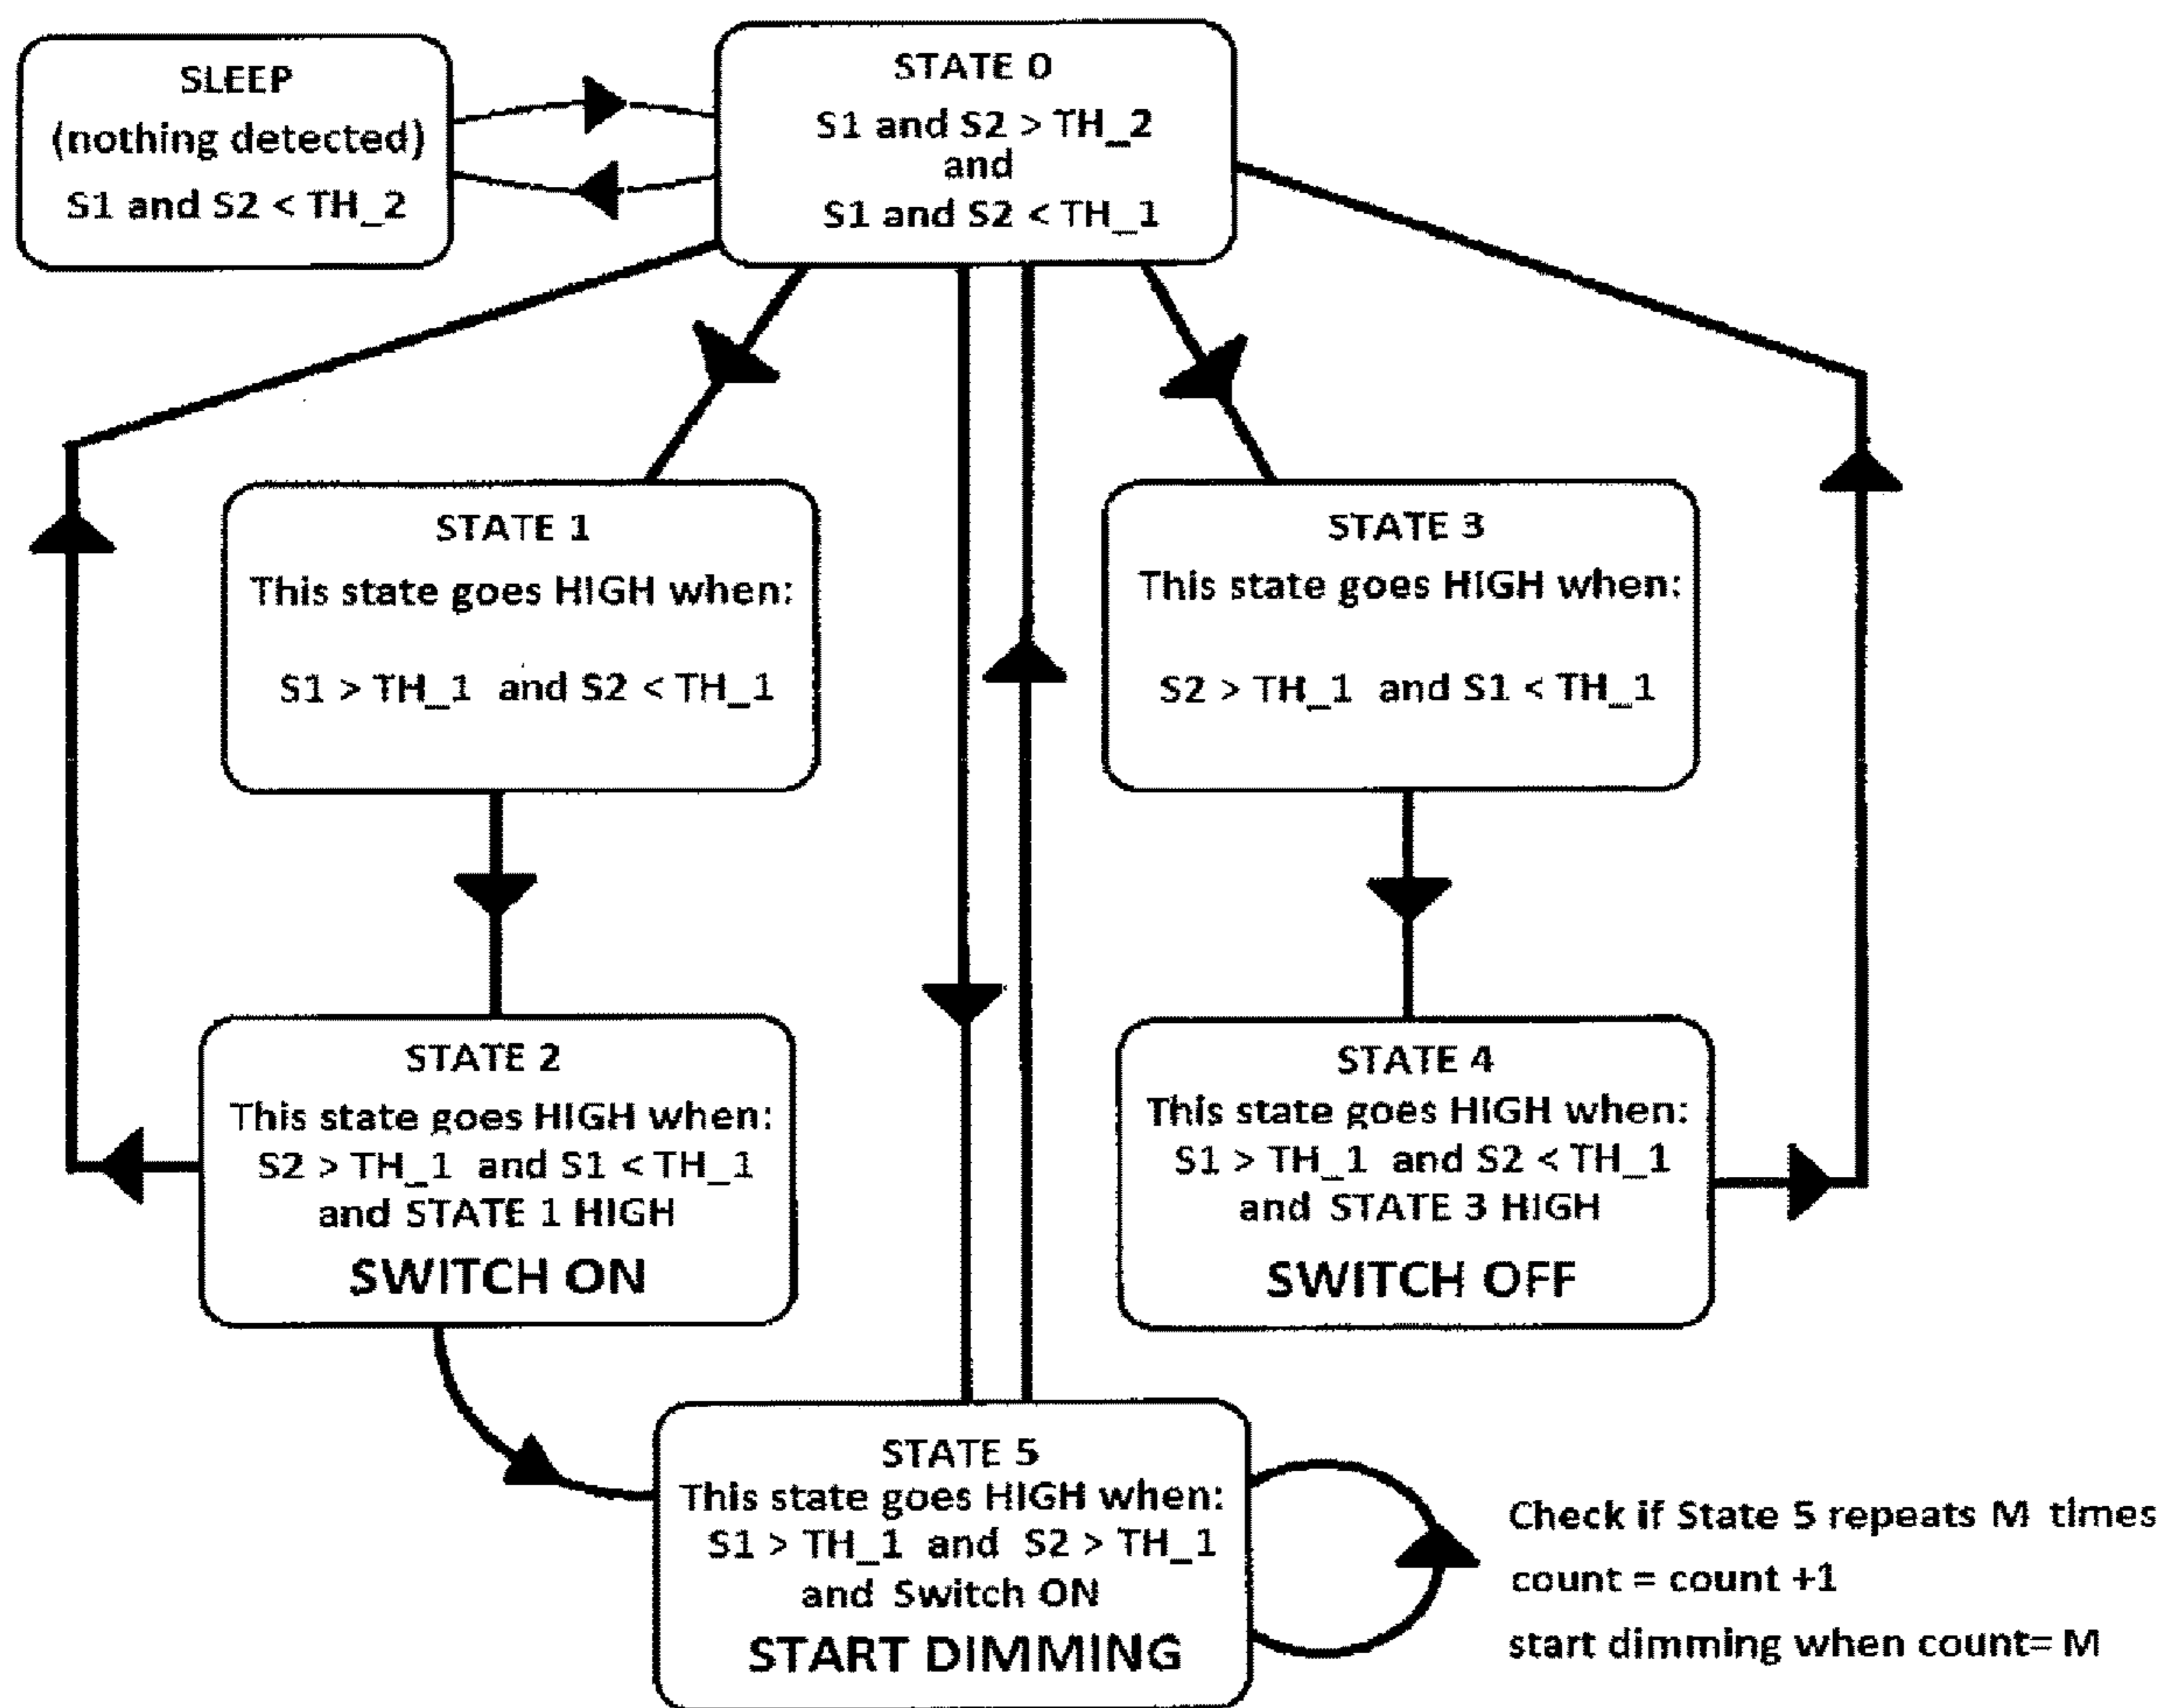 SLEEP
(nothing detected)
S1 and S2 < TH_2
STATE 0
S1 and S2 > TH_2
and
S1 and S2 < TH_1
STATE 1
This state goes HIGH when:
S1 > TH_1 and S2 < TH_1
STATE 3
This state goes HIGH when:
S2 > TH_1 and S1 < TH_1
STATE 2
This state goes HIGH when:
S2 > TH_1 and S1 < TH_1
and STATE 1 HIGH
SWITCH ON
STATE 4
This state goes HIGH when:
S1 > TH_1 and S2 < TH_1
and STATE 3 HIGH
SWITCH OFF
STATE 5
This state goes HIGH when:
S1 > TH_1 and S2 > TH_1
and Switch ON
START DIMMING
Check if State 5 repeats M times
count = count +1
start dimming when count= M